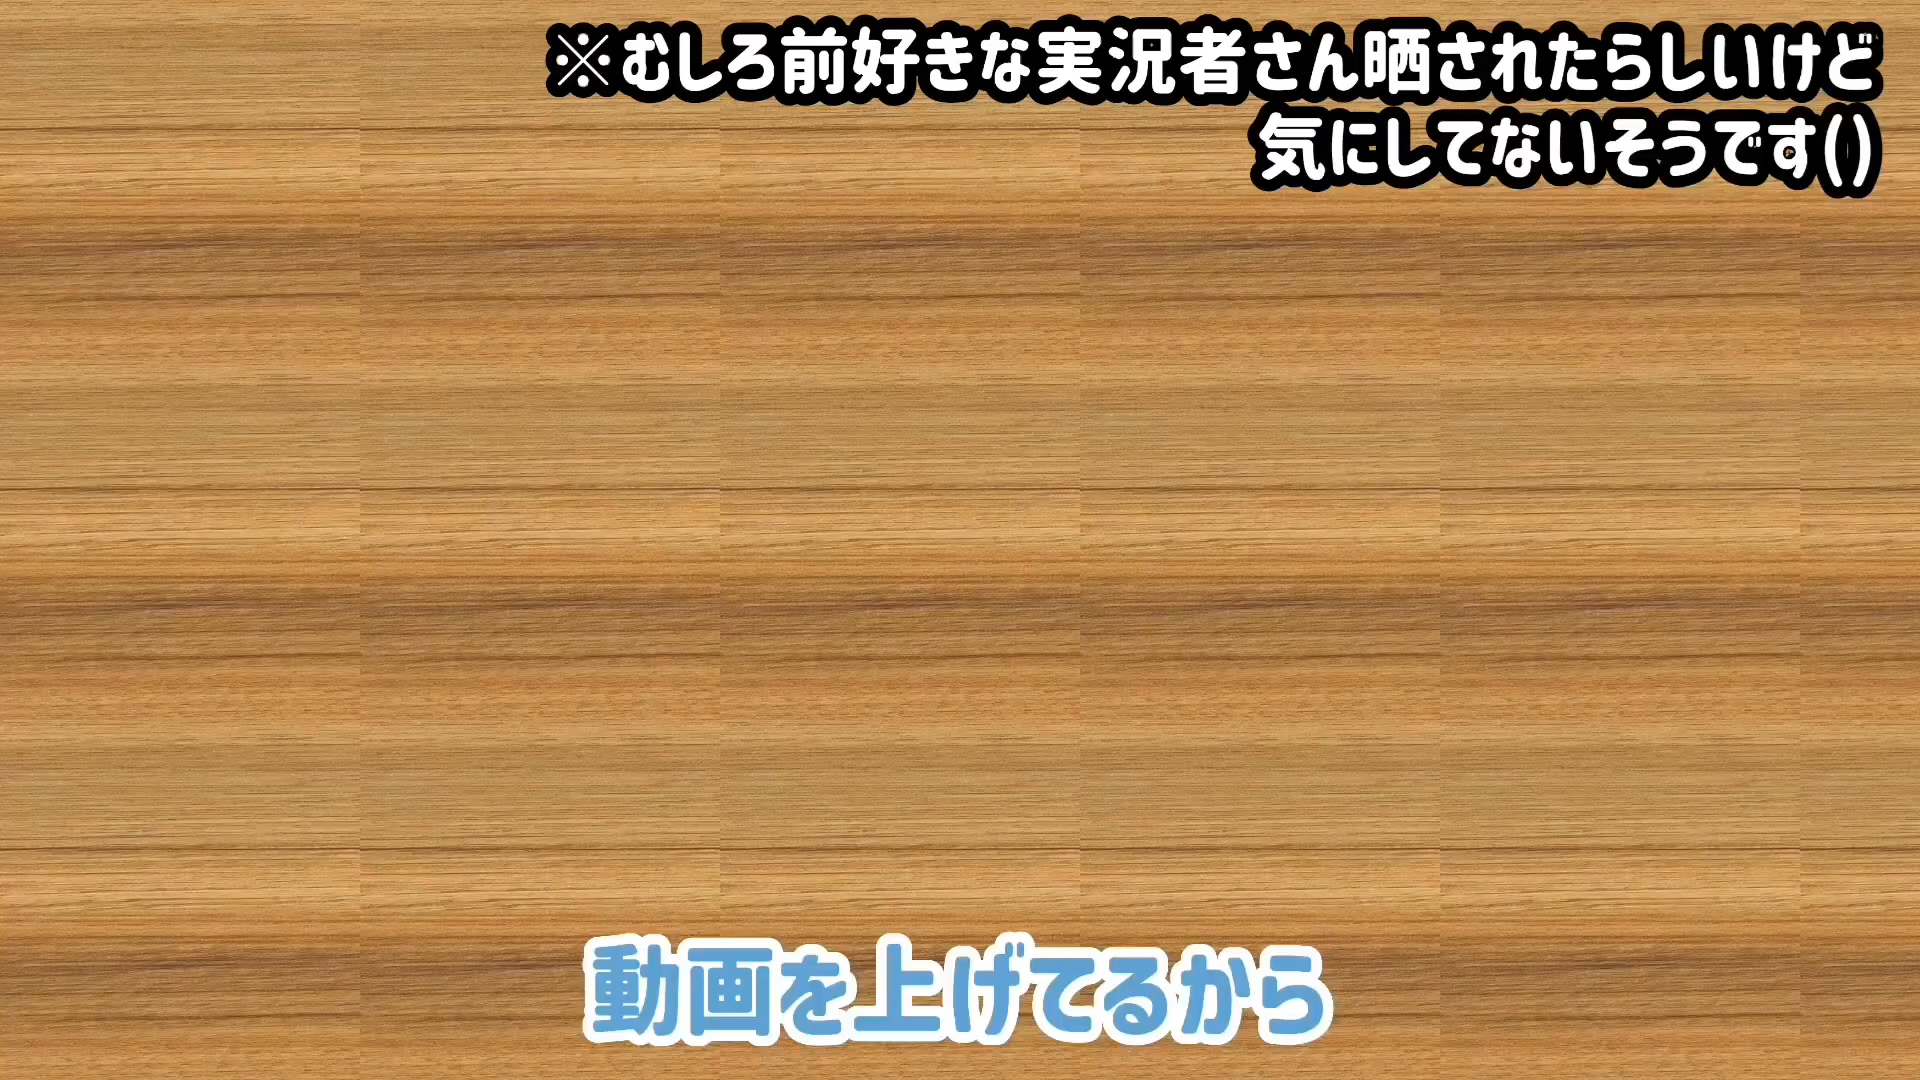 ※むしろ前好きな実況者さん晒されたらしいけど
気にしてないそうです()
動画を上げてるから